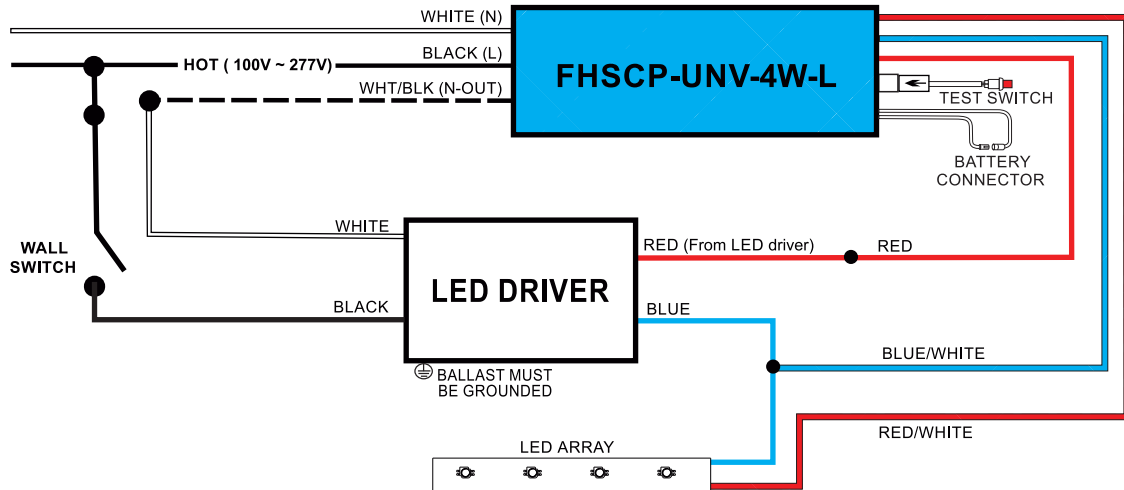 WHITE (N)
BLACK (L)
HOT ( 100V ~ 277V)
WHT/BLK (N-OUT)
FHSCP-UNV-4W-L
TEST SWITCH
BATTERY
CONNECTOR
WHITE
WALL
SWITCH
RED (From LED driver)
RED
LED DRIVER
BLACK
BLUE
BLUE/WHITE
BALLAST MUST
BE GROUNDED
RED/WHITE
LED ARRAY